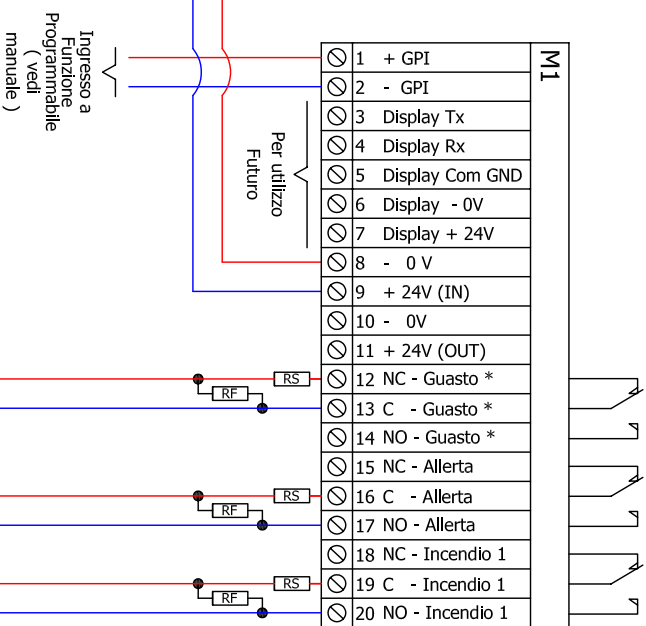 Ingresso a
Funzione
Programmabile
( vedi
manuale )
Per utilizzo
Futuro
M1
1 + GPI
2 - GPI
3 Display Tx
4 Display Rx
5 Display Com GND
6 Display - 0V
7 Display + 24V
8 - 0 V
9 + 24V (IN)
10 - 0V
11 + 24V (OUT)
RS 12 NC - Guasto *
RF
13 C - Guasto *
14 NO - Guasto *
15 NC - Allerta
RS 16 C - Allerta
RF
17 NO - Allerta
18 NC - Incendio 1
RS 19 C - Incendio 1
RF
20 NO - Incendio 1